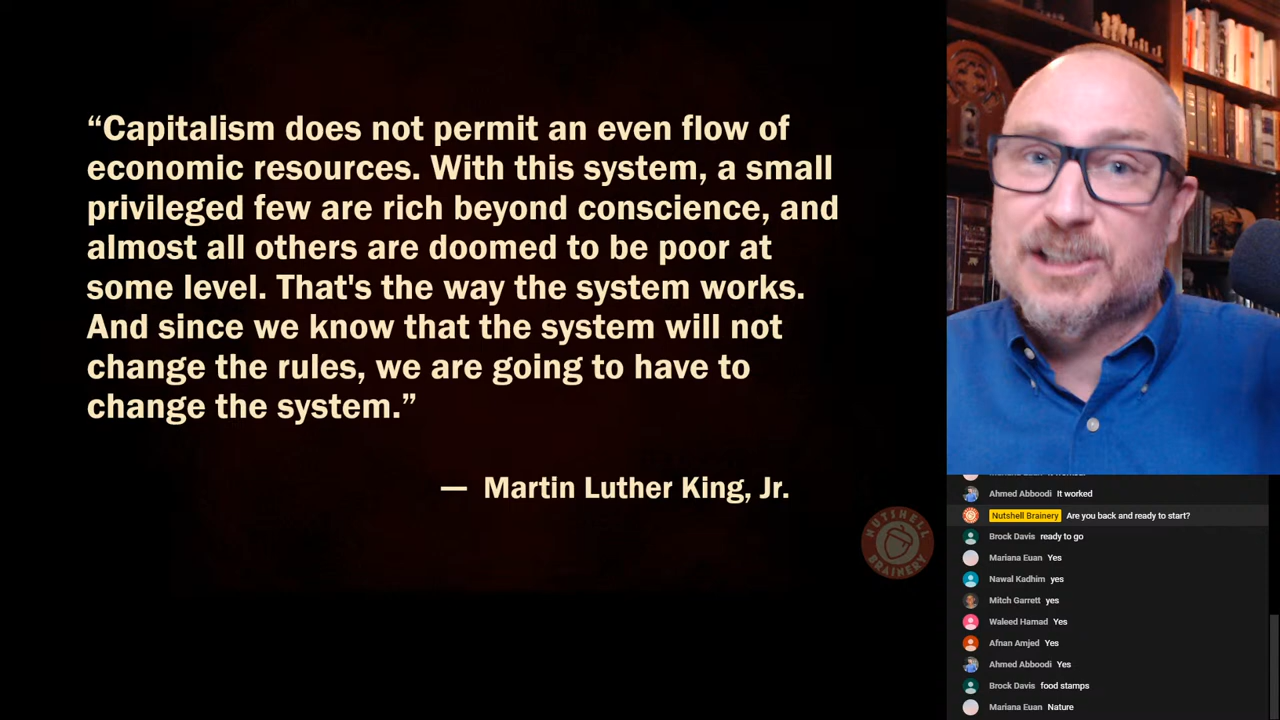 “Capitalism does not permit an even flow of
economic resources. With this system, a small
privileged few are rich beyond conscience, and
almost all others are doomed to be poor at
some level. That's the way the system works.
And since we know that the system will not
change the rules, we are going to have to
change the system.”
— Martin Luther King, Jr.
NUTSHELL
BRAINERY
Ahmed Abboodi It worked
Nutshell Brainery Are you back and ready to start?
Brock Davis ready to go
Mariana Euan Yes
Nawal Kadhim yes
Mitch Garrett yes
Waleed Hamad Yes
Afnan Amjed Yes
Ahmed Abboodi Yes
Brock Davis food stamps
Mariana Euan Nature